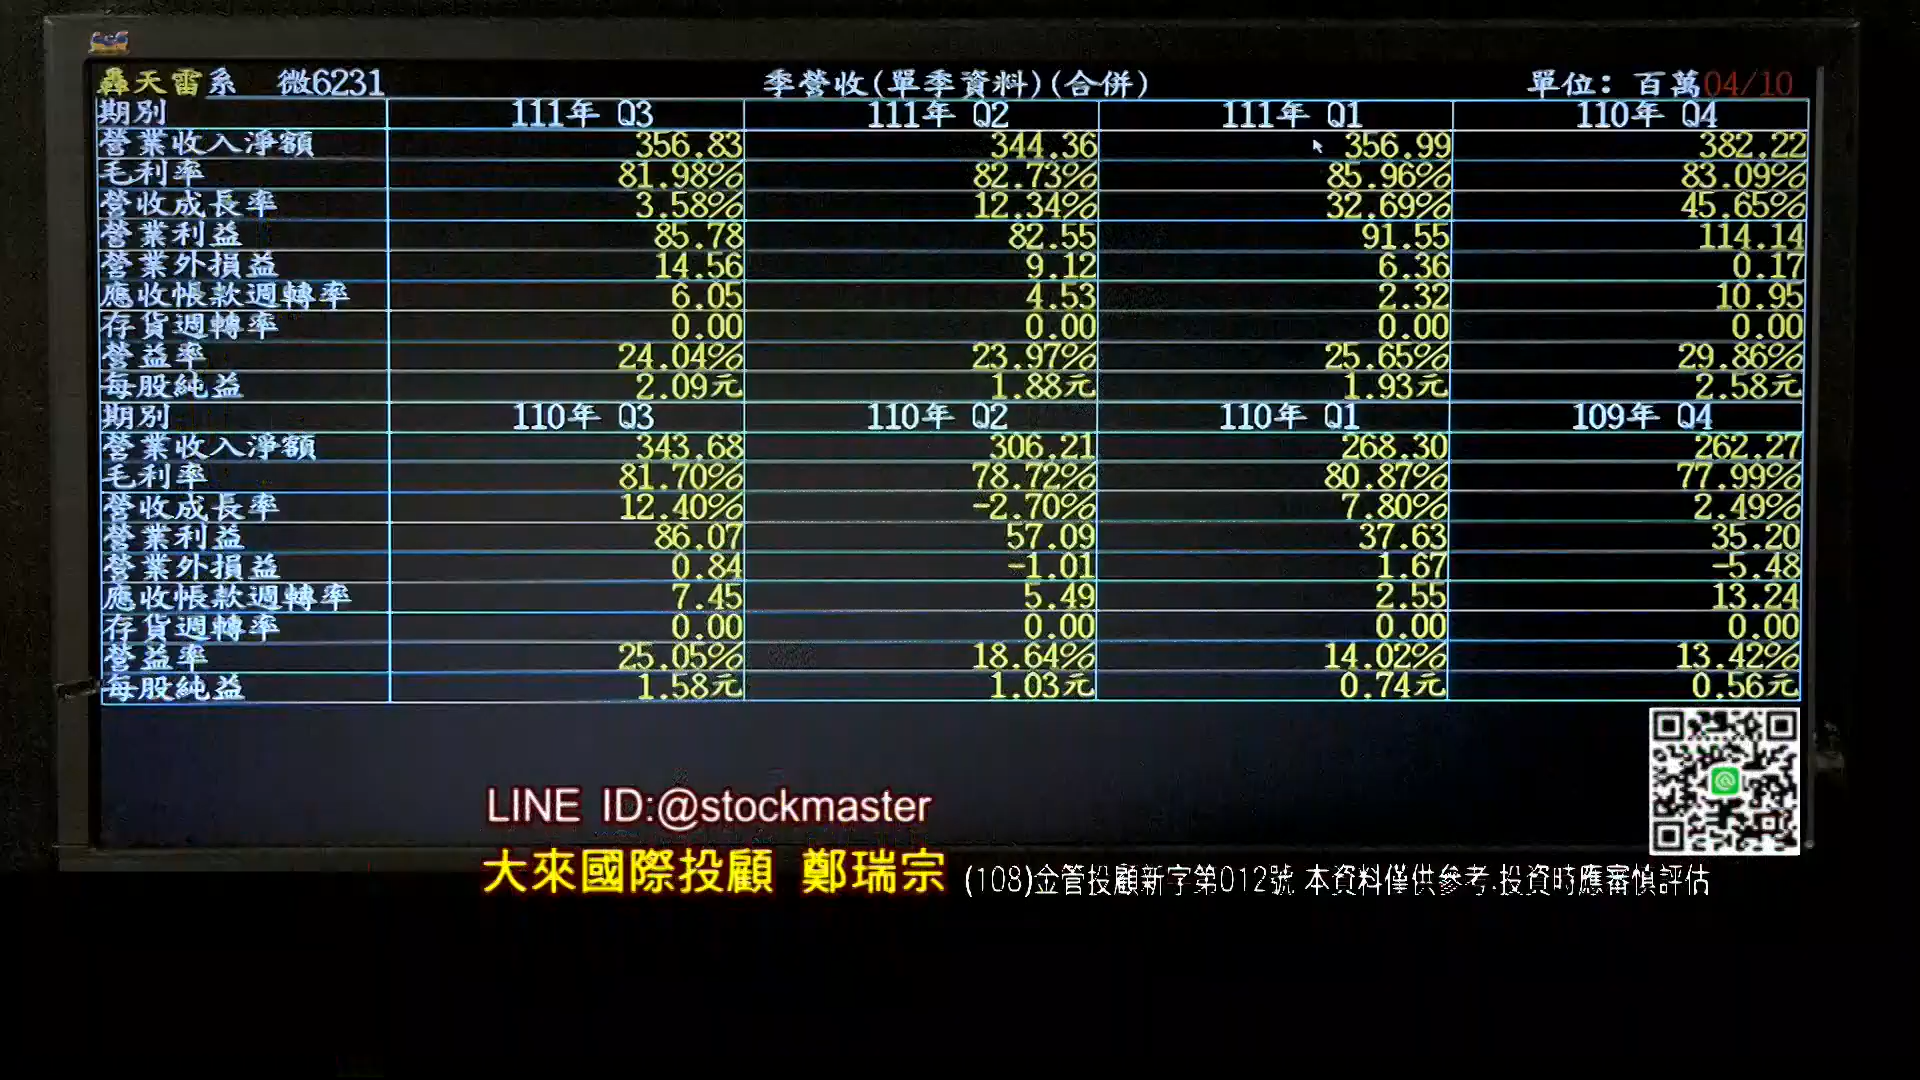 轟天雷系 微6231 季營收(單季資料)(合併) 單位: 百萬04/10
期別 111年 Q3 111年 Q2 111年 Q1 110年 Q4
營業收入淨額 356.83 344.36 356.99 382.22
毛利率 81.98% 82.73% 85.96% 83.09%
營收成長率 3.58% 12.34% 32.69% 45.65%
營業利益 85.78 82.55 91.55 114.14
營業外損益 14.56 9.12 6.36 0.17
應收帳款週轉率 6.05 4.53 2.32 10.95
存貨週轉率 0.00 0.00 0.00 0.00
營益率 24.04% 23.97% 25.65% 29.86%
每股純益 2.09元 1.88元 1.93元 2.58元
期別 110年 Q3 110年 Q2 110年 Q1 109年 Q4
營業收入淨額 343.68 306.21 268.30 262.27
毛利率 81.70% 78.72% 80.87% 77.99%
營收成長率 12.40% -2.70% 7.80% 2.49%
營業利益 86.07 57.09 37.63 35.20
營業外損益 0.84 -1.01 1.67 -5.48
應收帳款週轉率 7.45 5.49 2.55 13.24
存貨週轉率 0.00 0.00 0.00 0.00
營益率 25.05% 18.64% 14.02% 13.42%
每股純益 1.58元 1.03元 0.74元 0.56元
LINE ID:@stockmaster
大來國際投顧 鄭瑞宗 (108)金管投顧新字第012號 本資料僅供參考.投資時應審慎評估